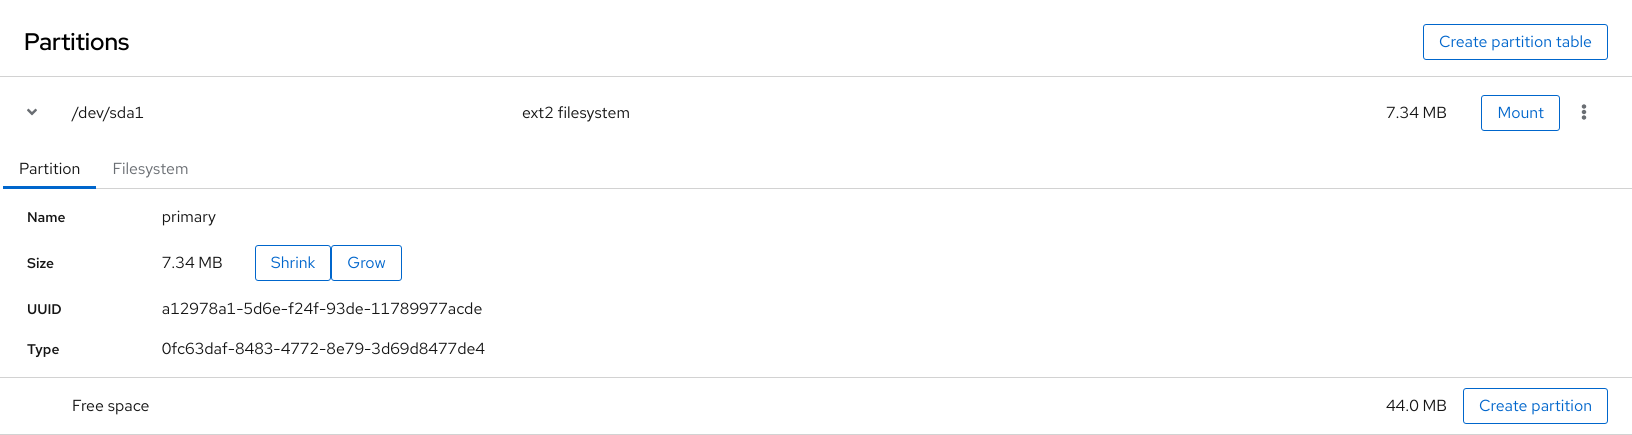 Partitions
Create partition table
/dev/sda1 ext2 filesystem 7.34 MB Mount
Partition Filesystem
Name primary
Size 7.34 MB Shrink Grow
UUID a12978a1-5d6e-f24f-93de-11789977acde
Type 0fc63daf-8483-4772-8e79-3d69d8477de4
Free space 44.0 MB Create partition